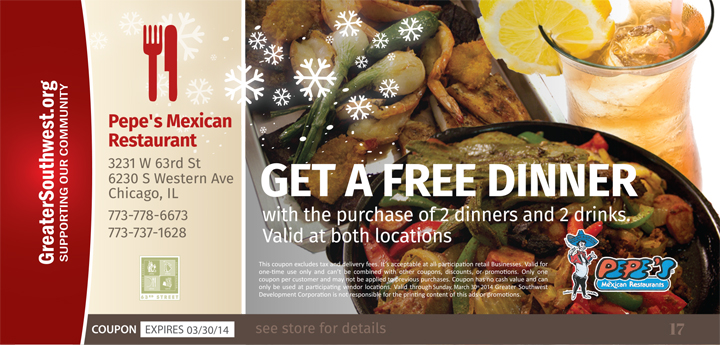 GreaterSouthwest.org
SUPPORTING OUR COMMUNITY
Pepe's Mexican
Restaurant
3231 W 63rd St
6230 S Western Ave
Chicago, IL
773-778-6673
773-737-1628
63RD STREET
GET A FREE DINNER
with the purchase of 2 dinners and 2 drinks.
Valid at both locations
This coupon excludes tax and delivery fees. It's acceptable at all participation retail Businesses. Valid for
one-time use only and can't be combined with other coupons, discounts, or promotions. Only one
coupon per customer and may not be applied to previous purchases. Coupon has no cash value and can
only be used at participating vendor locations. Valid through Sunday, March 30th 2014 Greater Southwest
Development Corporation is not responsible for the printing content of this ads or promotions.
PEPE'S
Mexican Restaurants
COUPON EXPIRES 03/30/14 see store for details 17